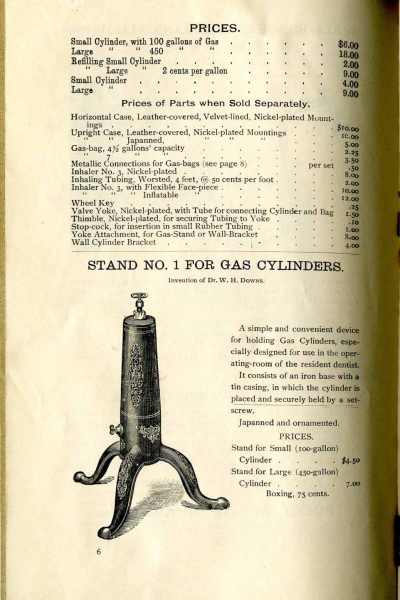 PRICES.
Small Cylinder, with 100 gallons of Gas . . . . . . $6.00
Large " " 450 " " . . . . . . 18.00
Refilling Small Cylinder . . . . . . 2.00
" Large " 2 cents per gallon . . . . . . 9.00
Small Cylinder . . . . . . 4.00
Large " . . . . . . 9.00
Prices of Parts when Sold Separately.
Horizontal Case, Leather-covered, Velvet-lined, Nickel-plated Mount-
ings . . . . . . $10.00
Upright Case, Leather-covered, Nickel-plated Mountings . . . 10.00
" " Japanned, " " . . . 5.00
Gas-bag, 4½ gallons' capacity . . . . . . 2.25
" 7 " " . . . . . . 3.50
Metallic Connections for Gas-bags (see page 8) . . . per set .50
Inhaler No. 3, Nickel-plated . . . . . . 8.00
Inhaling Tubing, Worsted, 4 feet, @ 50 cents per foot . . . 2.00
Inhaler No. 3, with Flexible Face-piece . . . . . . 10.00
" " " Inflatable " . . . . . . 12.00
Wheel Key . . . . . . .25
Valve Yoke, Nickel-plated, with Tube for connecting Cylinder and Bag 1.50
Thimble, Nickel-plated, for securing Tubing to Yoke . . . .10
Stop-cock, for insertion in small Rubber Tubing . . . 1.00
Yoke Attachment, for Gas-Stand or Wall-Bracket . . . 8.00
Wall Cylinder Bracket . . . . . . 4.00
STAND NO. 1 FOR GAS CYLINDERS.
Invention of Dr. W. H. Downs.
A simple and convenient device
for holding Gas Cylinders, espe-
cially designed for use in the oper-
ating-room of the resident dentist.
It consists of an iron base with a
tin casing, in which the cylinder is
placed and securely held by a set-
screw.
Japanned and ornamented.
PRICES.
Stand for Small (100-gallon)
Cylinder . . . . $4.50
Stand for Large (450-gallon)
Cylinder . . . . 7.00
Boxing, 75 cents.
6